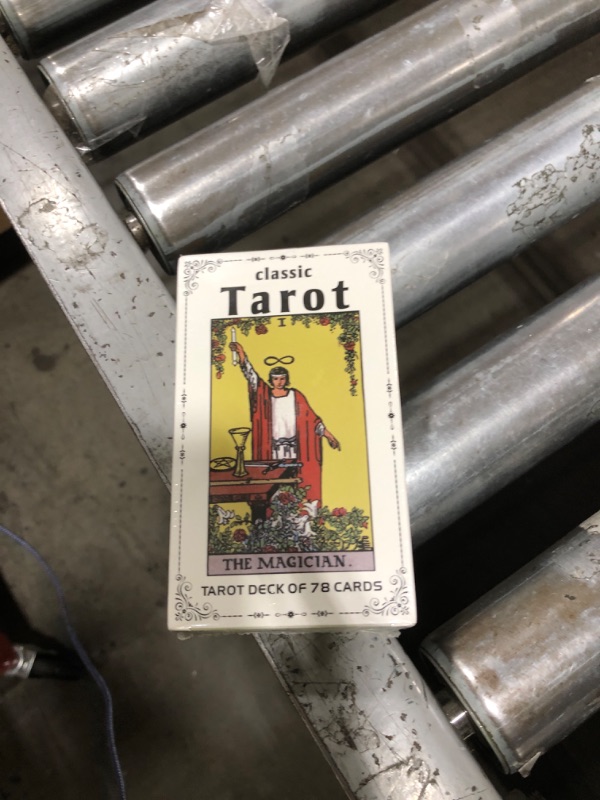 classic
Tarot
I
THE MAGICIAN.
TAROT DECK OF 78 CARDS